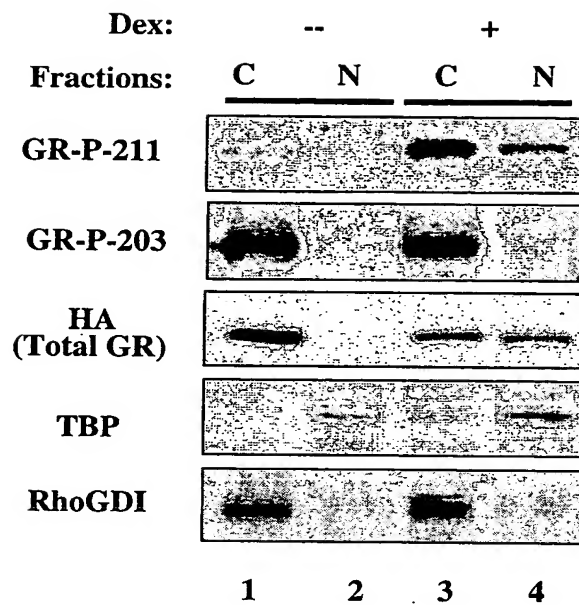 Dex: -- +
Fractions: C N C N
GR-P-211
GR-P-203
HA
(Total GR)
TBP
RhoGDI
1 2 3 4